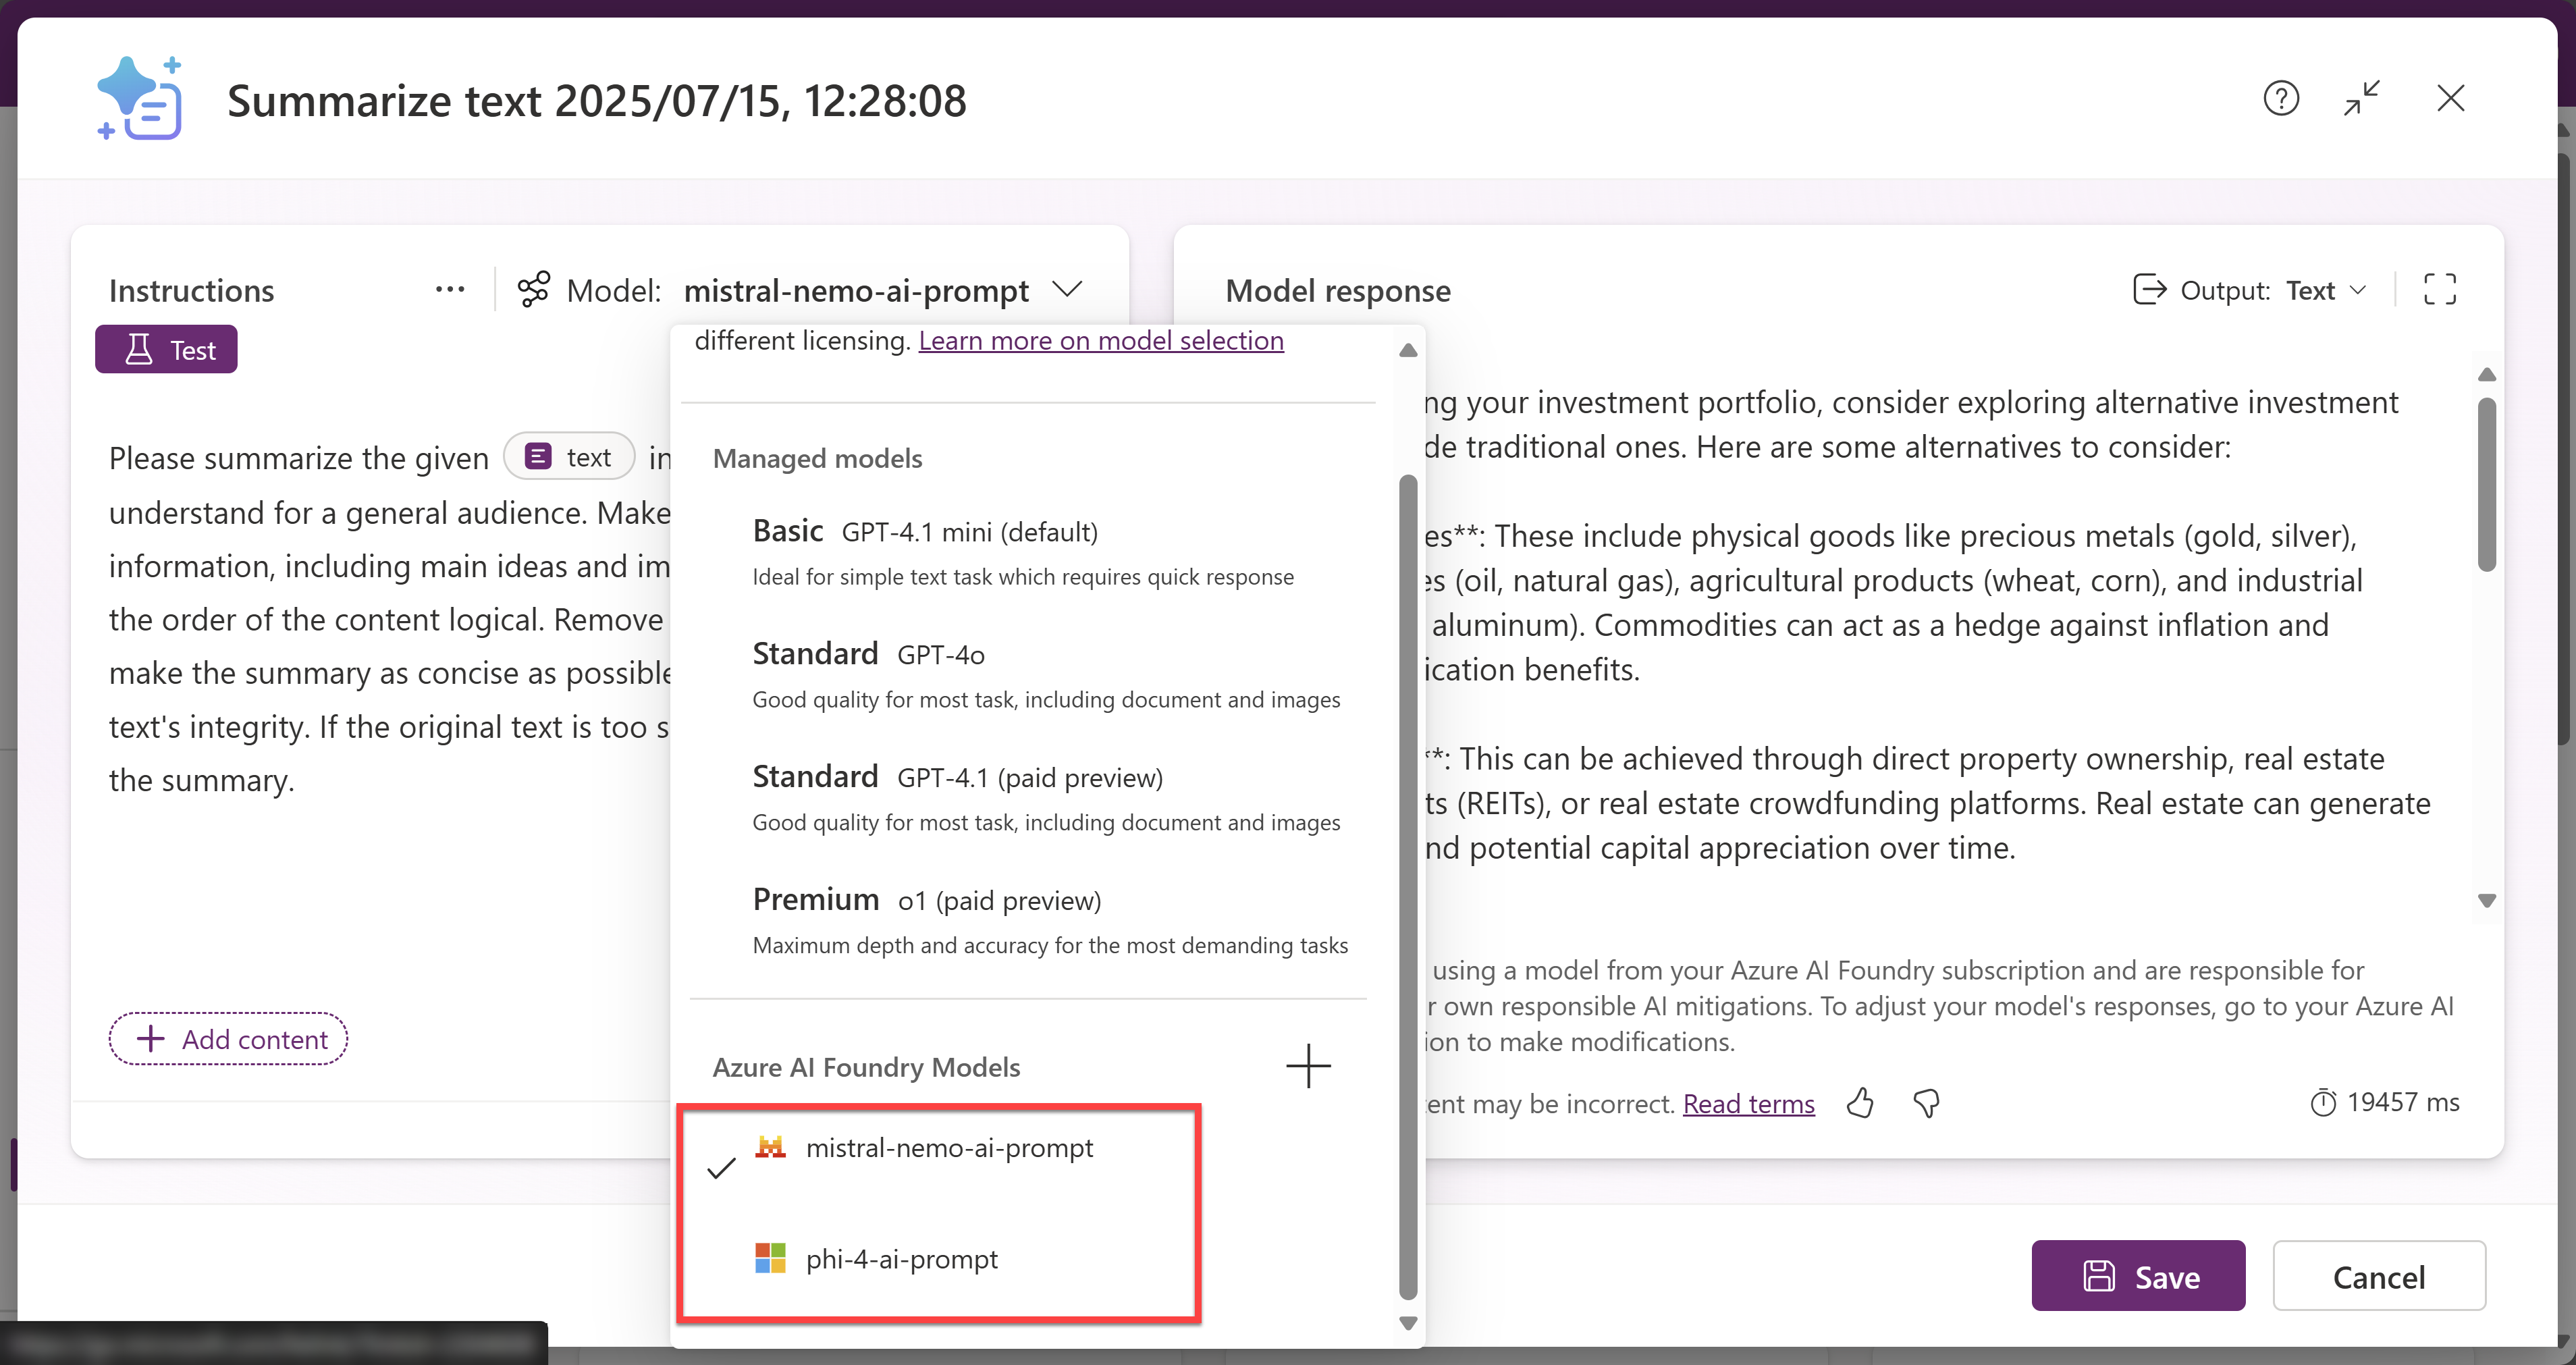 Summarize text 2025/07/15, 12:28:08
Instructions
Model: mistral-nemo-ai-prompt
Test
Please summarize the given text in
understand for a general audience. Make
information, including main ideas and im
the order of the content logical. Remove
make the summary as concise as possible
text's integrity. If the original text is too s
the summary.
Add content
different licensing. Learn more on model selection
Managed models
Basic GPT-4.1 mini (default)
Ideal for simple text task which requires quick response
Standard GPT-4o
Good quality for most task, including document and images
Standard GPT-4.1 (paid preview)
Good quality for most task, including document and images
Premium o1 (paid preview)
Maximum depth and accuracy for the most demanding tasks
Azure AI Foundry Models
mistral-nemo-ai-prompt
phi-4-ai-prompt
Model response
Output: Text
ng your investment portfolio, consider exploring alternative investment
de traditional ones. Here are some alternatives to consider:
es**: These include physical goods like precious metals (gold, silver),
es (oil, natural gas), agricultural products (wheat, corn), and industrial
aluminum). Commodities can act as a hedge against inflation and
ication benefits.
**: This can be achieved through direct property ownership, real estate
ts (REITs), or real estate crowdfunding platforms. Real estate can generate
nd potential capital appreciation over time.
using a model from your Azure AI Foundry subscription and are responsible for
r own responsible AI mitigations. To adjust your model's responses, go to your Azure AI
ion to make modifications.
ent may be incorrect. Read terms
19457 ms
Save
Cancel